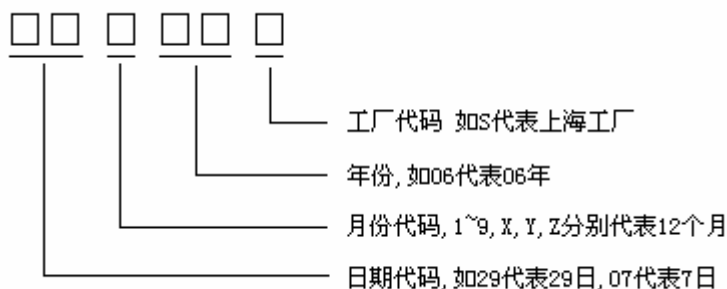 □□ □ □□ □
工厂代码 如S代表上海工厂
年份,如06代表06年
月份代码,1~9,X,Y,Z分别代表12个月
日期代码,如29代表29日,07代表7日